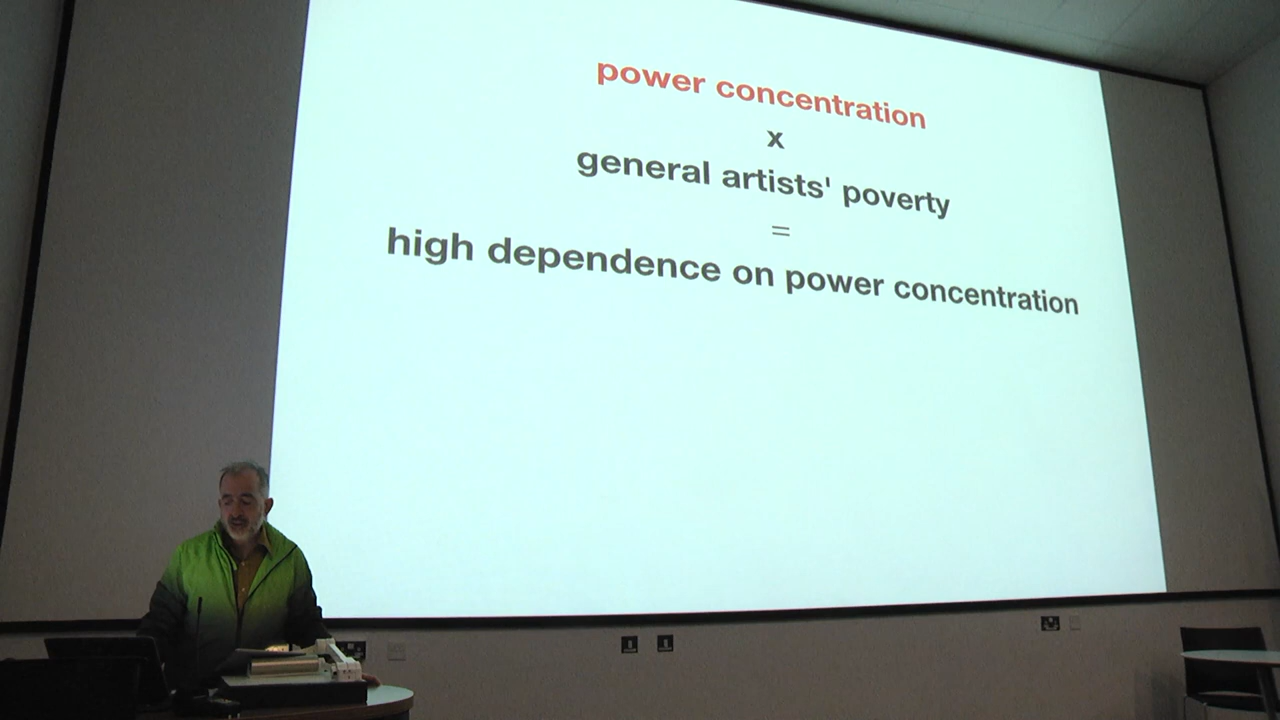 power concentration
x
general artists' poverty
=
high dependence on power concentration